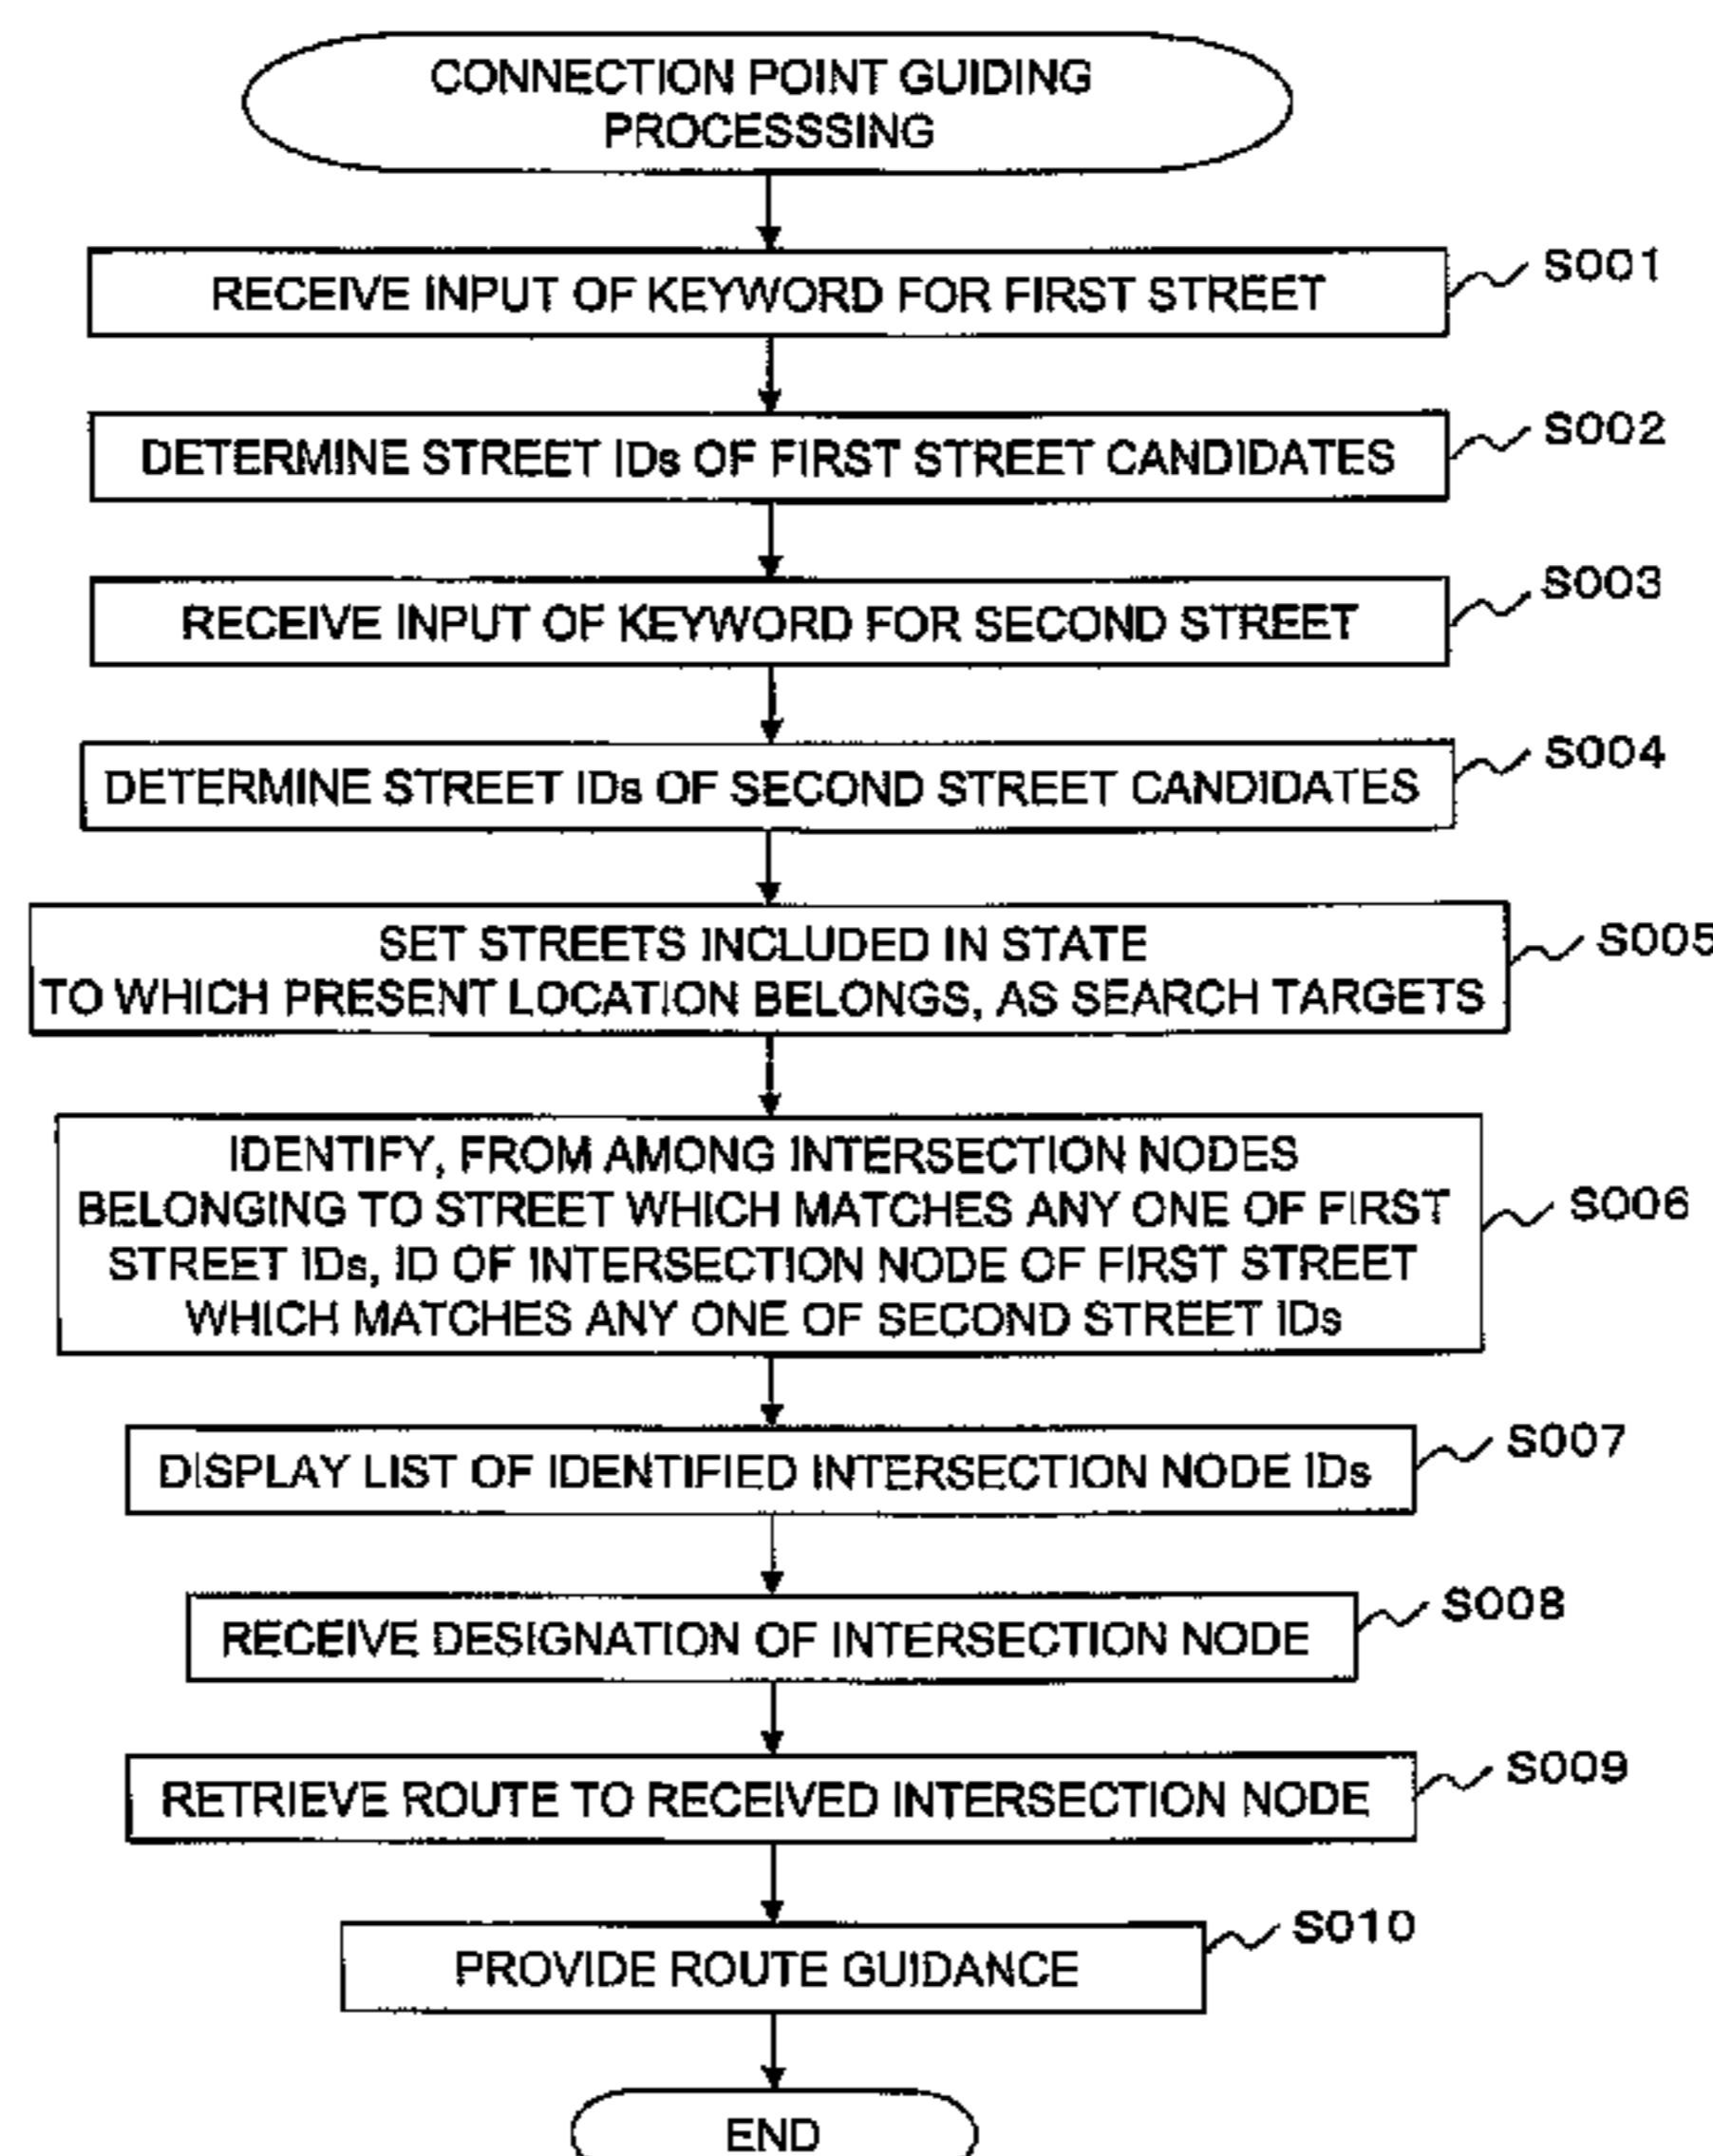 CONNECTION POINT GUIDING
PROCESSSING
RECEIVE INPUT OF KEYWORD FOR FIRST STREET
S001
DETERMINE STREET IDs OF FIRST STREET CANDIDATES
S002
RECEIVE INPUT OF KEYWORD FOR SECOND STREET
S003
DETERMINE STREET IDs OF SECOND STREET CANDIDATES
S004
SET STREETS INCLUDED IN STATE
TO WHICH PRESENT LOCATION BELONGS, AS SEARCH TARGETS
S005
IDENTIFY, FROM AMONG INTERSECTION NODES
BELONGING TO STREET WHICH MATCHES ANY ONE OF FIRST
STREET IDs, ID OF INTERSECTION NODE OF FIRST STREET
WHICH MATCHES ANY ONE OF SECOND STREET IDs
S006
DISPLAY LIST OF IDENTIFIED INTERSECTION NODE IDs
S007
RECEIVE DESIGNATION OF INTERSECTION NODE
S008
RETRIEVE ROUTE TO RECEIVED INTERSECTION NODE
S009
PROVIDE ROUTE GUIDANCE
S010
END